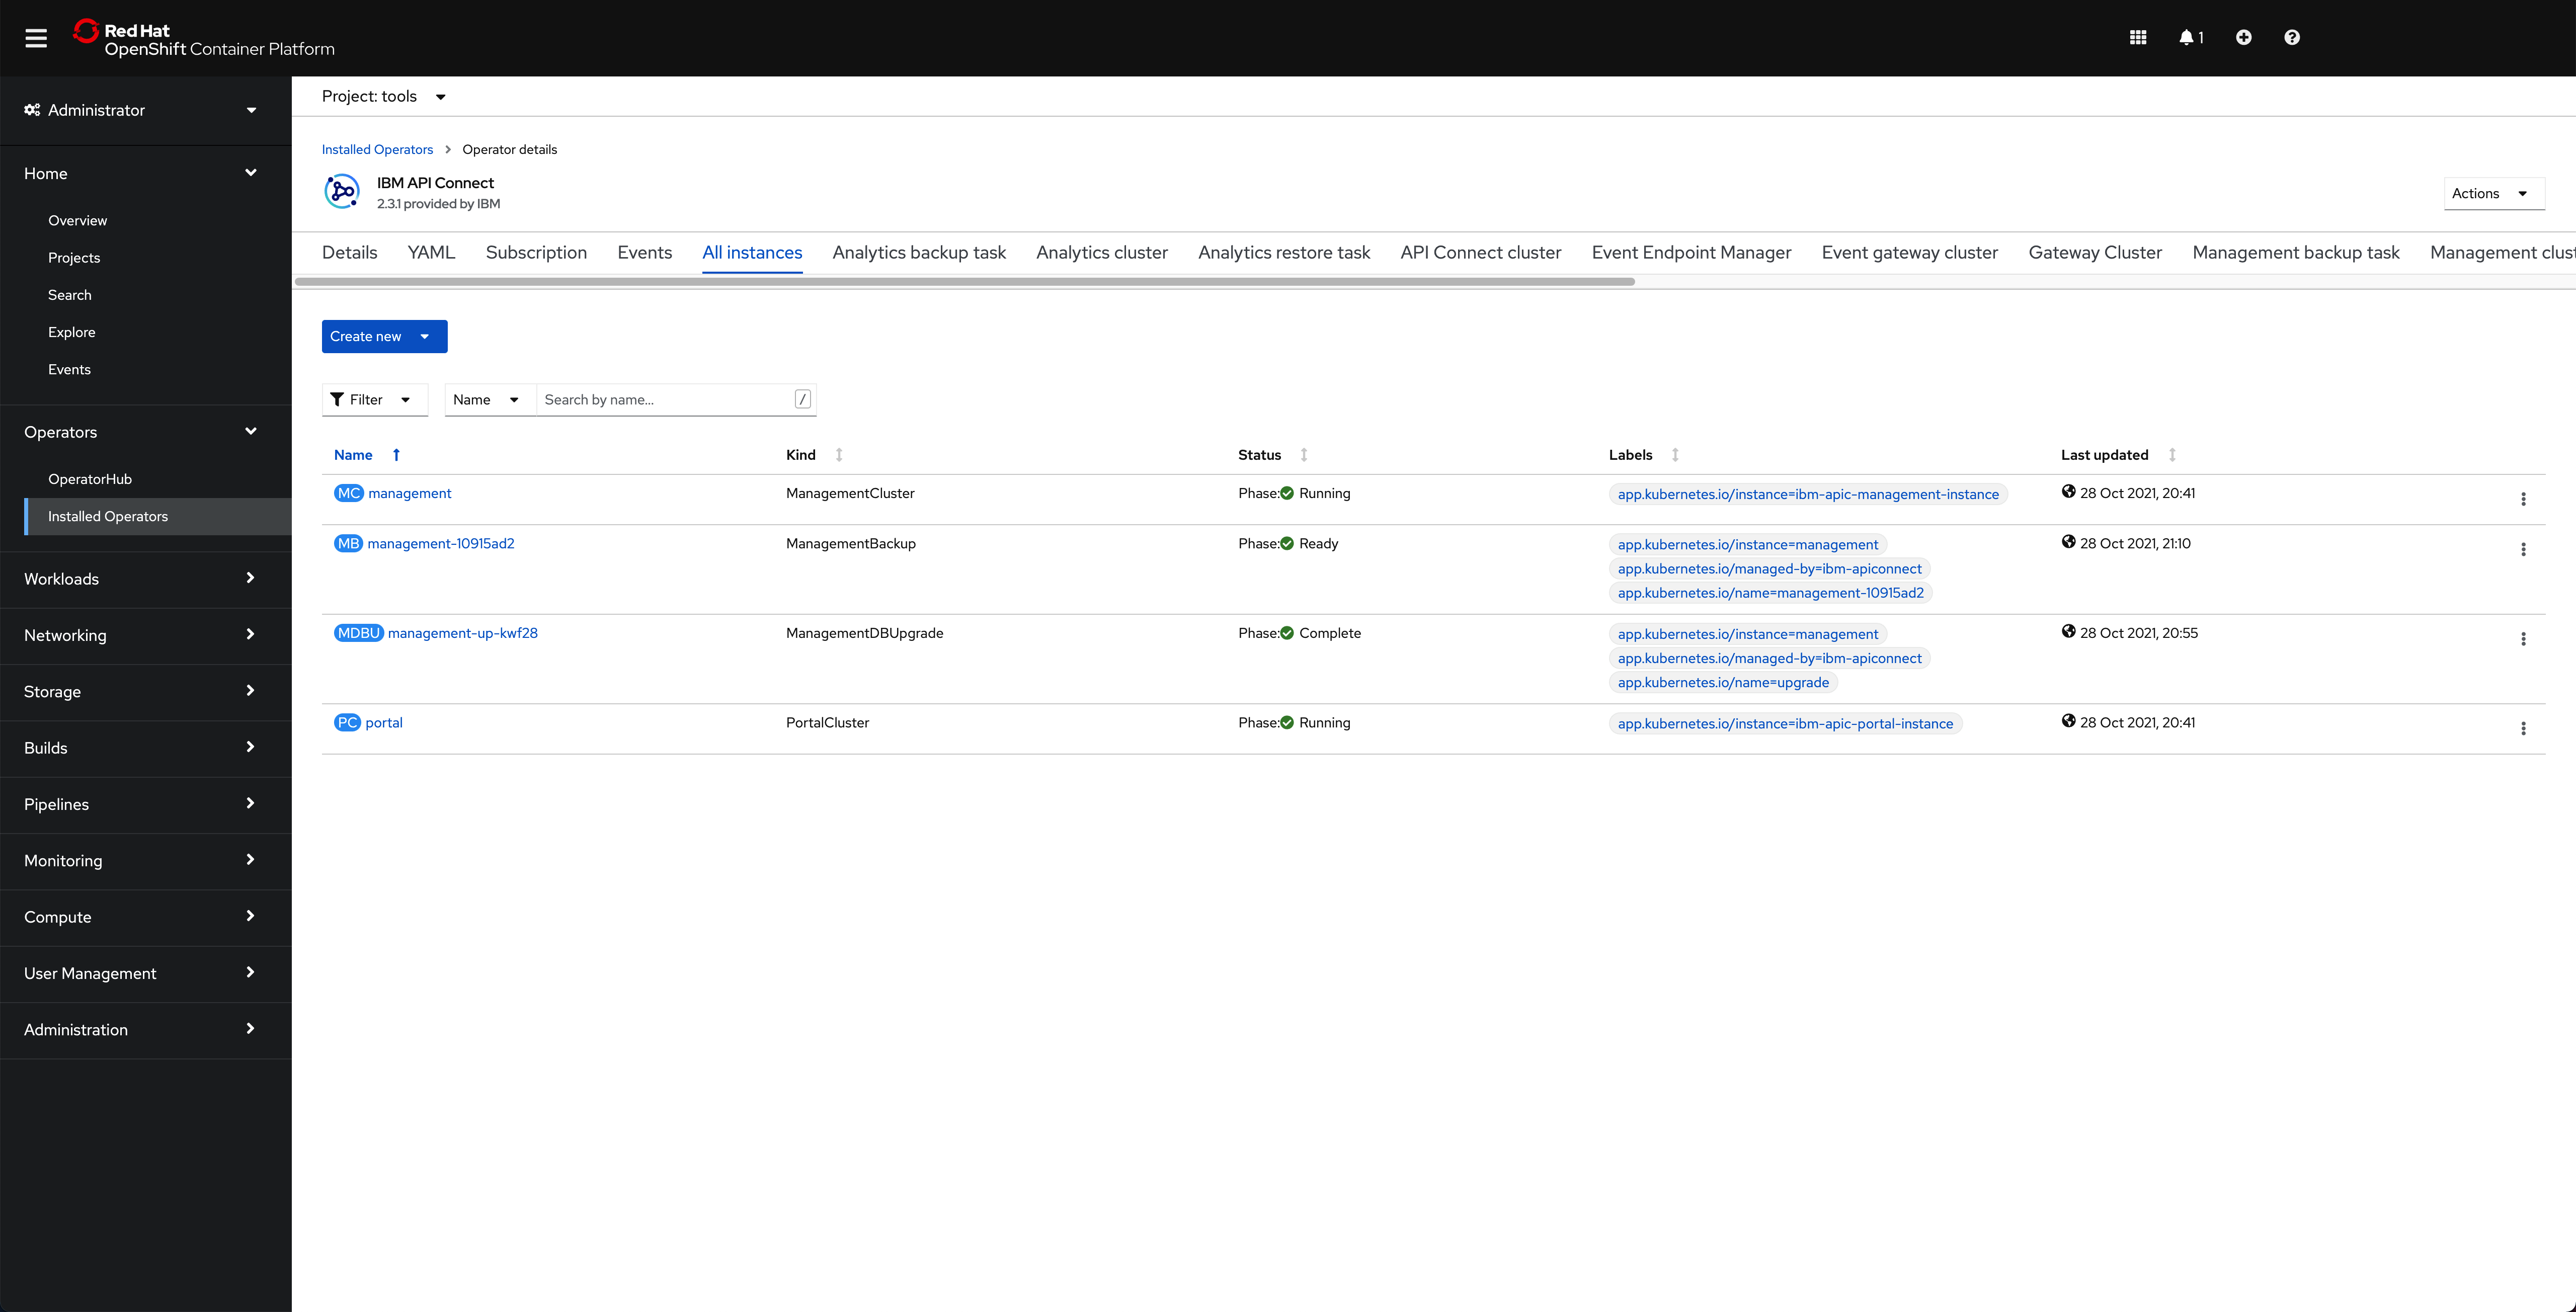 Red Hat
OpenShift Container Platform
1
Administrator
Home
Overview
Projects
Search
Explore
Events
Operators
OperatorHub
Installed Operators
Workloads
Networking
Storage
Builds
Pipelines
Monitoring
Compute
User Management
Administration
Project: tools
Installed Operators > Operator details
IBM API Connect
2.3.1 provided by IBM
Actions
Details YAML Subscription Events All instances Analytics backup task Analytics cluster Analytics restore task API Connect cluster Event Endpoint Manager Event gateway cluster Gateway Cluster Management backup task Management clust
Create new
Filter Name Search by name... /
Name Kind Status Labels Last updated
MC management ManagementCluster Phase: Running app.kubernetes.io/instance=ibm-apic-management-instance 28 Oct 2021, 20:41
MB management-10915ad2 ManagementBackup Phase: Ready app.kubernetes.io/instance=management 28 Oct 2021, 21:10
app.kubernetes.io/managed-by=ibm-apiconnect
app.kubernetes.io/name=management-10915ad2
MDBU management-up-kwf28 ManagementDBUpgrade Phase: Complete app.kubernetes.io/instance=management 28 Oct 2021, 20:55
app.kubernetes.io/managed-by=ibm-apiconnect
app.kubernetes.io/name=upgrade
PC portal PortalCluster Phase: Running app.kubernetes.io/instance=ibm-apic-portal-instance 28 Oct 2021, 20:41